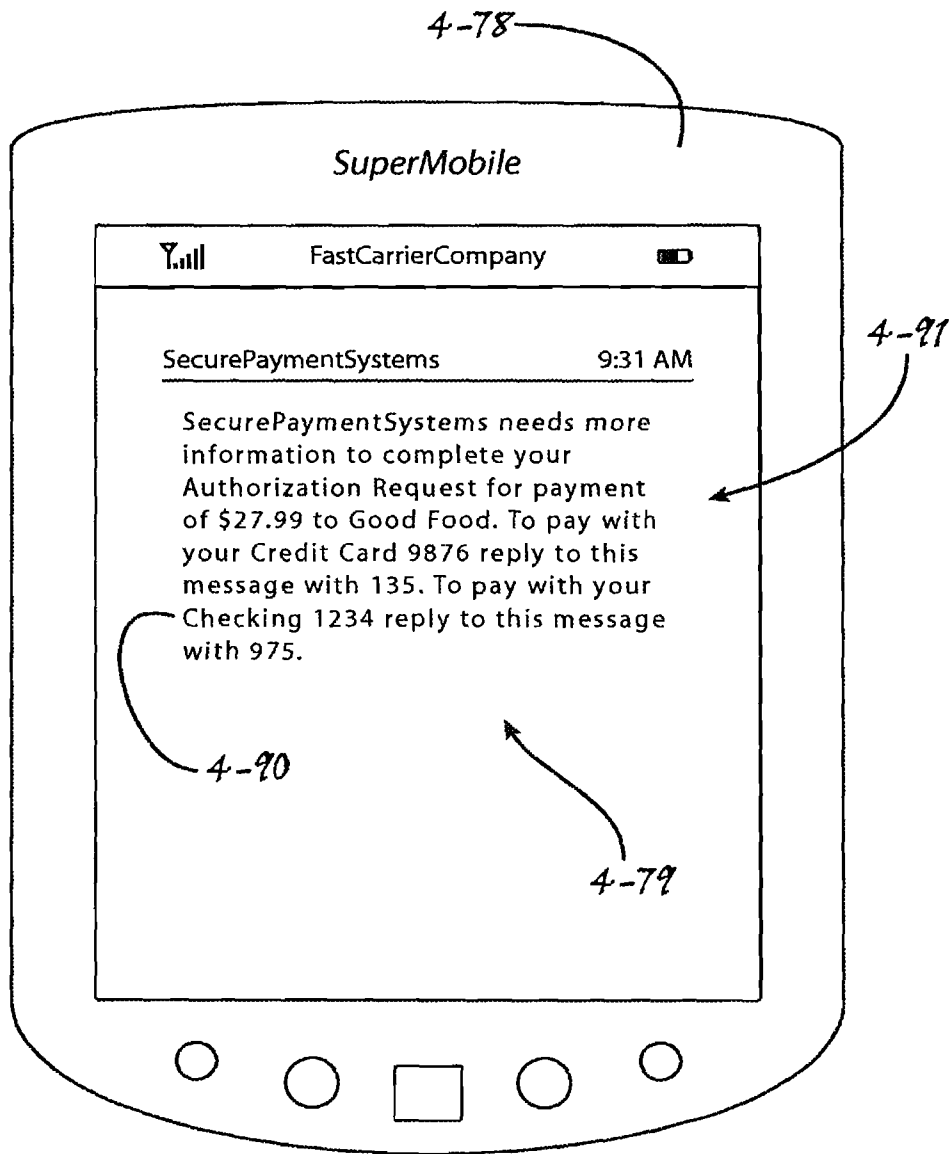 4-78
SuperMobile
FastCarrierCompany
4-91
SecurePaymentSystems 9:31 AM
SecurePaymentSystems needs more
information to complete your
Authorization Request for payment
of $27.99 to Good Food. To pay with
your Credit Card 9876 reply to this
message with 135. To pay with your
Checking 1234 reply to this message
with 975.
4-90
4-79